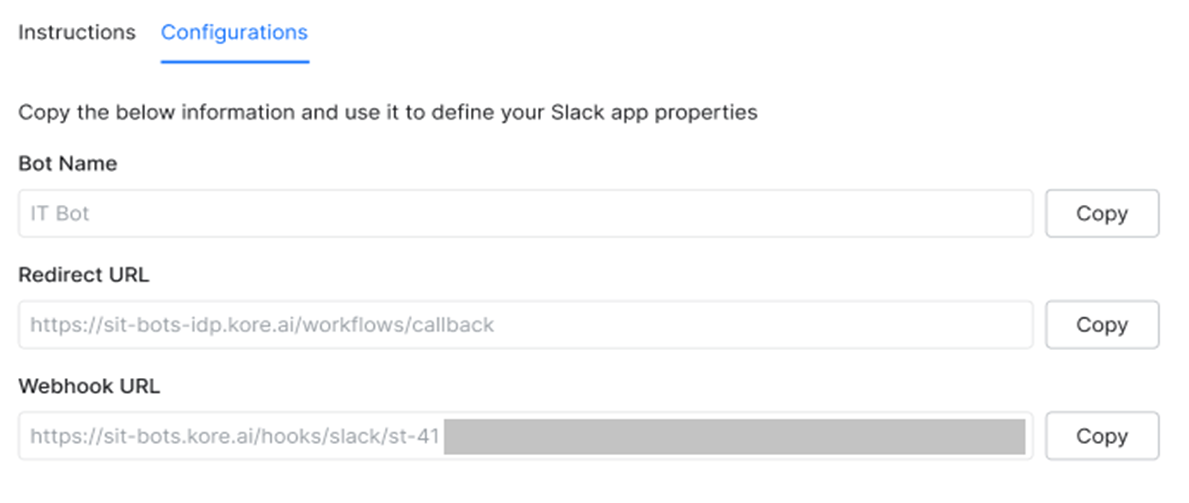 Instructions Configurations
Copy the below information and use it to define your Slack app properties
Bot Name
IT Bot Copy
Redirect URL
https://sit-bots-idp.kore.ai/workflows/callback Copy
Webhook URL
https://sit-bots.kore.ai/hooks/slack/st-41 Copy